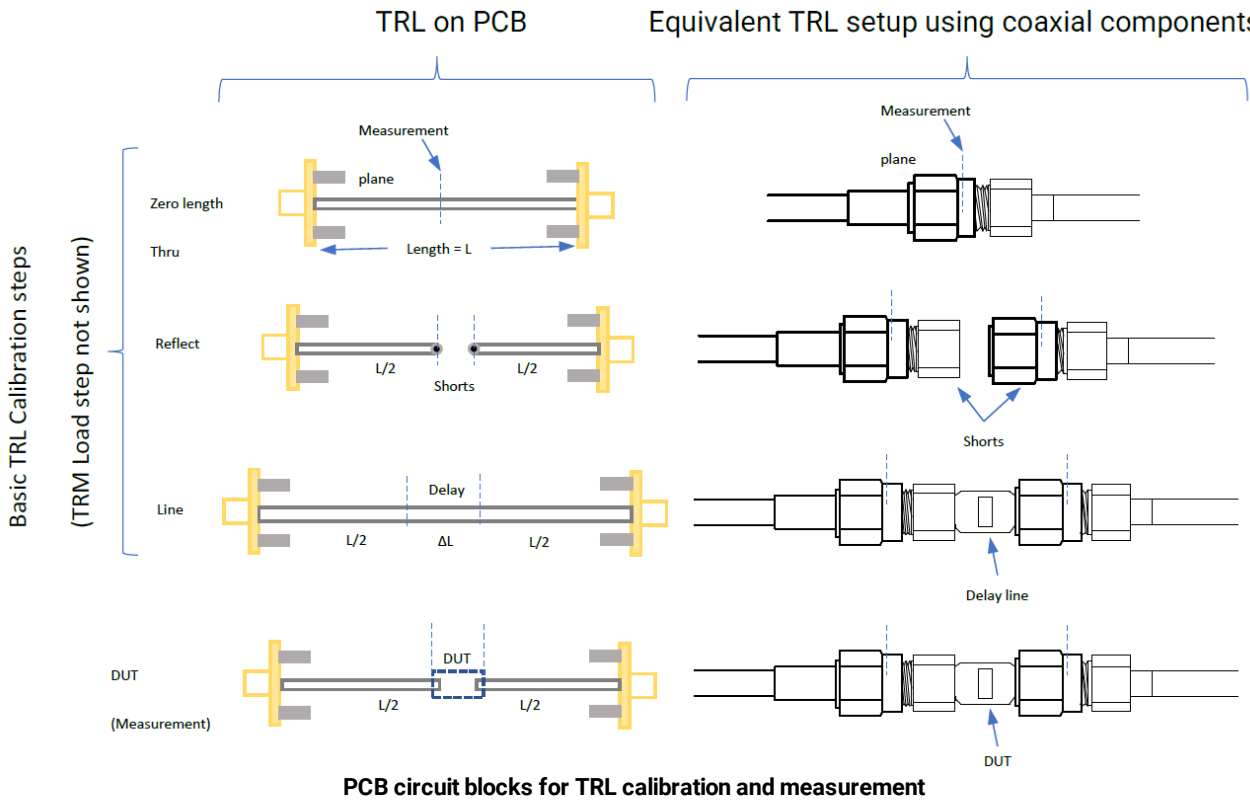 TRL on PCB
Equivalent TRL setup using coaxial components
Basic TRL Calibration steps
(TRM Load step not shown)
Measurement
plane
Zero length
Thru
Length = L
Measurement
plane
Reflect
L/2
L/2
Shorts
Shorts
Line
Delay
L/2
ΔL
L/2
Delay line
DUT
(Measurement)
DUT
L/2
L/2
DUT
PCB circuit blocks for TRL calibration and measurement